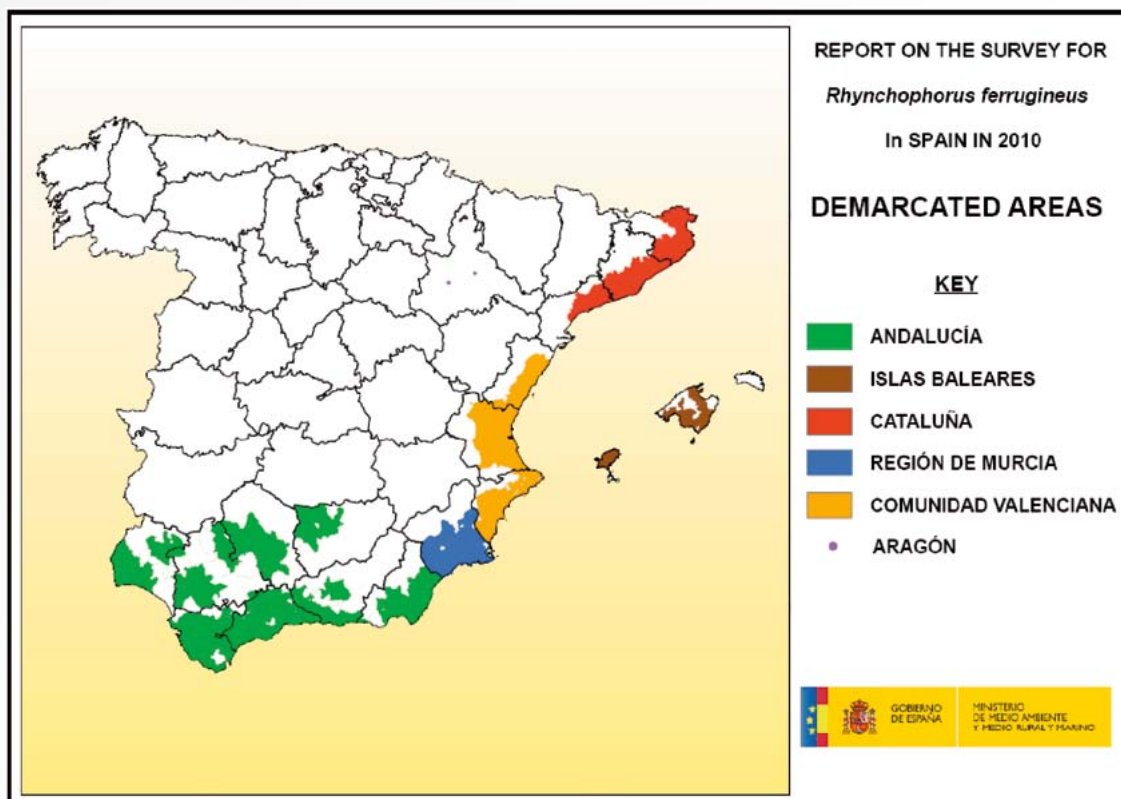 REPORT ON THE SURVEY FOR
Rhynchophorus ferrugineus
In SPAIN IN 2010
DEMARCATED AREAS
KEY
ANDALUCÍA
ISLAS BALEARES
CATALUÑA
REGIÓN DE MURCIA
COMUNIDAD VALENCIANA
ARAGÓN
GOBIERNO
DE ESPAÑA
MINISTERIO
DE MEDIO AMBIENTE
Y MEDIO RURAL Y MARINO